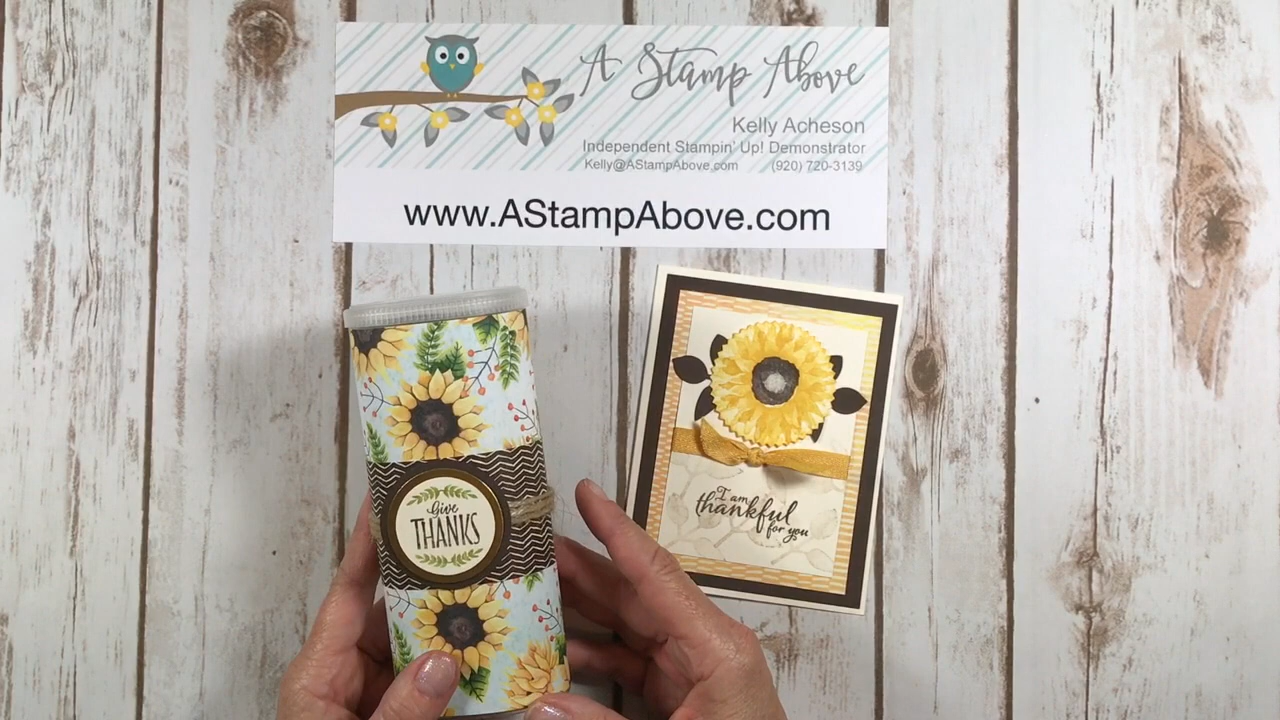 A Stamp Above
Kelly Acheson
Independent Stampin' Up! Demonstrator
Kelly@AStampAbove.com (920) 720-3139
www.AStampAbove.com
Give
THANKS
I am
thankful
for you